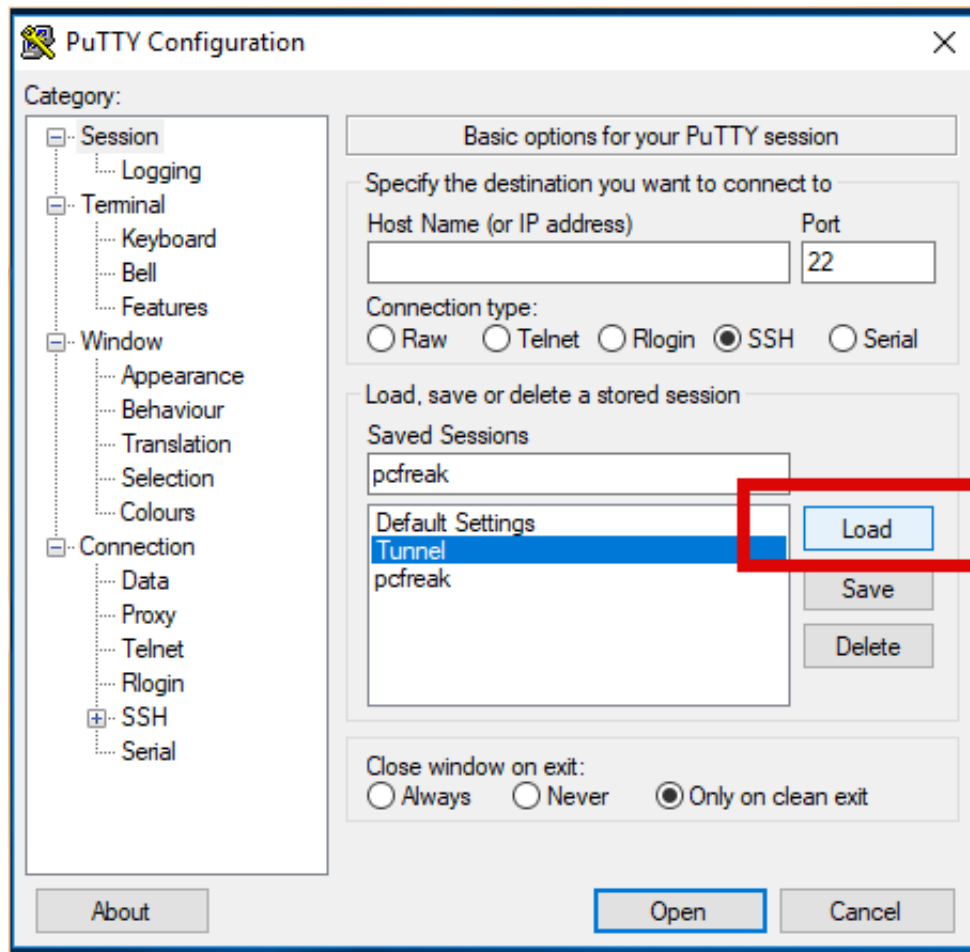 PuTTY Configuration
Category:
Session
Logging
Terminal
Keyboard
Bell
Features
Window
Appearance
Behaviour
Translation
Selection
Colours
Connection
Data
Proxy
Telnet
Rlogin
SSH
Serial
Basic options for your PuTTY session
Specify the destination you want to connect to
Host Name (or IP address) Port
22
Connection type:
Raw Telnet Rlogin SSH Serial
Load, save or delete a stored session
Saved Sessions
pcfreak
Default Settings
Tunnel
pcfreak
Load
Save
Delete
Close window on exit:
Always Never Only on clean exit
About Open Cancel